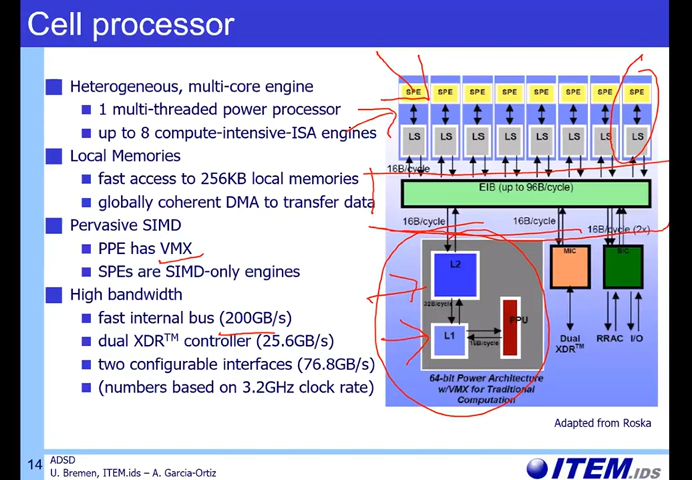 Cell processor
Heterogeneous, multi-core engine
1 multi-threaded power processor
up to 8 compute-intensive-ISA engines
Local Memories
fast access to 256KB local memories
globally coherent DMA to transfer data
Pervasive SIMD
PPE has VMX
SPEs are SIMD-only engines
High bandwidth
fast internal bus (200GB/s)
dual XDR™ controller (25.6GB/s)
two configurable interfaces (76.8GB/s)
(numbers based on 3.2GHz clock rate)
SPE SPE SPE SPE SPE SPE SPE SPE
LS LS LS LS LS LS LS LS
16B/cycle
EIB (up to 96B/cycle)
16B/cycle 16B/cycle 16B/cycle (2x)
L2 MIC
32B/cycle
PPU
L1
16B/cycle
Dual XDR™ RRAC I/O
64-bit Power Architecture
w/VMX for Traditional
Computation
Adapted from Roska
14 ADSD
U. Bremen, ITEM.ids – A. Garcia-Ortiz
ITEM.IDS